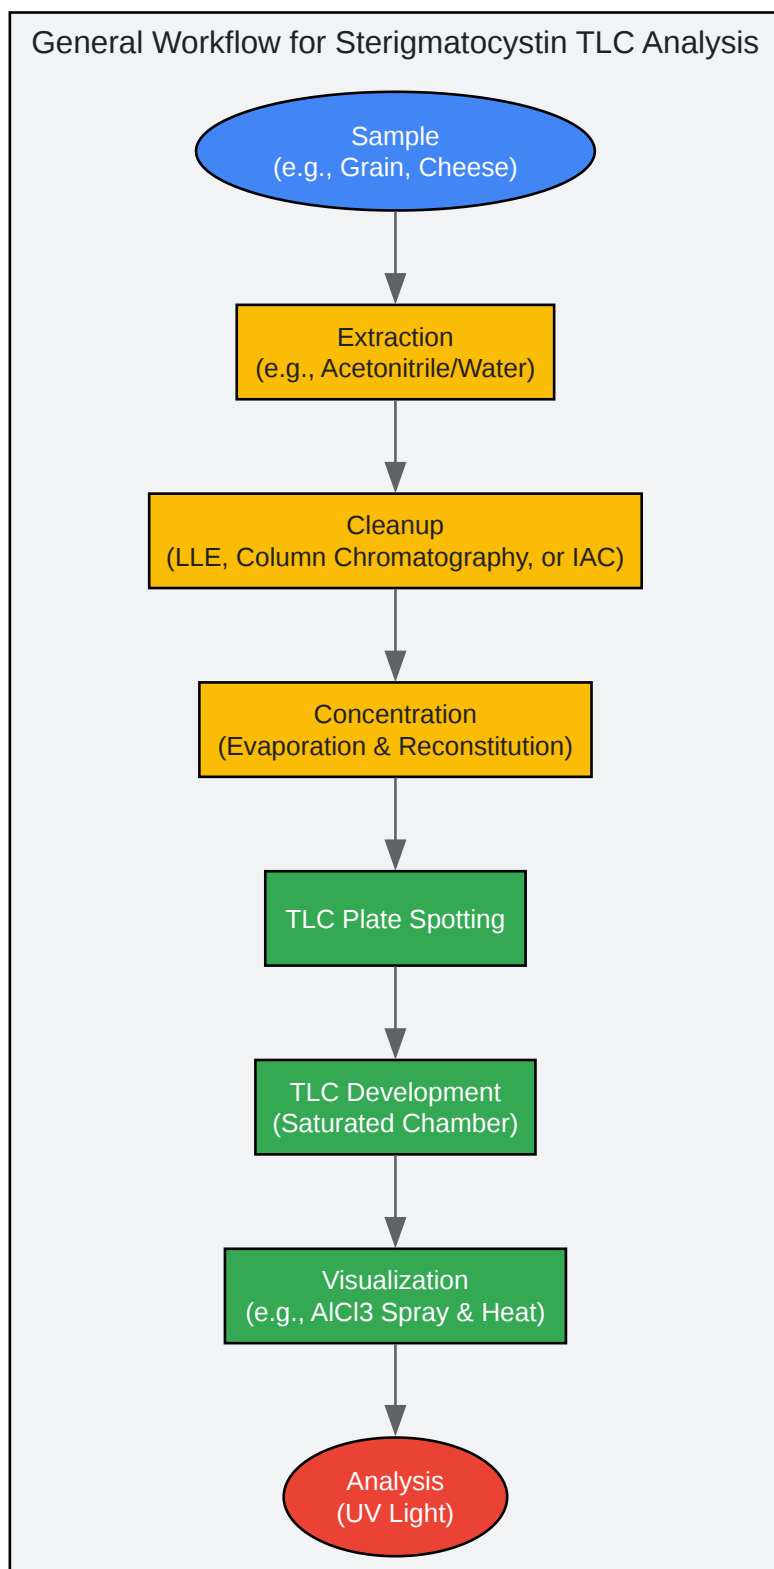 General Workflow for Sterigmatocystin TLC Analysis
Sample
(e.g., Grain, Cheese)
Extraction
(e.g., Acetonitrile/Water)
Cleanup
(LLE, Column Chromatography, or IAC)
Concentration
(Evaporation & Reconstitution)
TLC Plate Spotting
TLC Development
(Saturated Chamber)
Visualization
(e.g., AlCl3 Spray & Heat)
Analysis
(UV Light)